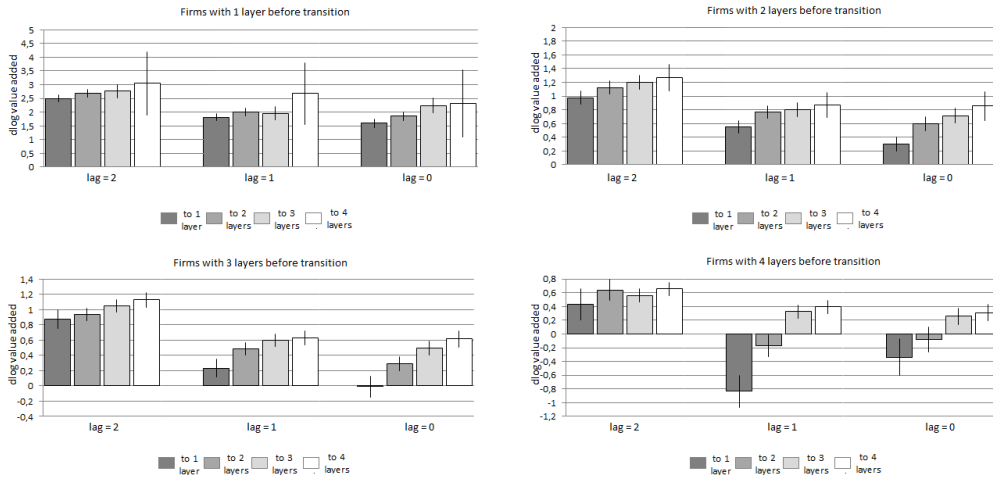 Firms with 1 layer before transition
dlog value added
5
4,5
4
3,5
3
2,5
2
1,5
1
0,5
0
lag = 2
lag = 1
lag = 0
to 1 layer
to 2 layers
to 3 layers
to 4 layers
Firms with 2 layers before transition
dlog value added
2
1,8
1,6
1,4
1,2
1
0,8
0,6
0,4
0,2
0
lag = 2
lag = 1
lag = 0
to 1 layer
to 2 layers
to 3 layers
to 4 layers
Firms with 3 layers before transition
dlog value added
1,4
1,2
1
0,8
0,6
0,4
0,2
0
-0,2
-0,4
lag = 2
lag = 1
lag = 0
to 1 layer
to 2 layers
to 3 layers
to 4 layers
Firms with 4 layers before transition
dlog value added
0,8
0,6
0,4
0,2
0
-0,2
-0,4
-0,6
-0,8
-1
-1,2
lag = 2
lag = 1
lag = 0
to 1 layer
to 2 layers
to 3 layers
to 4 layers